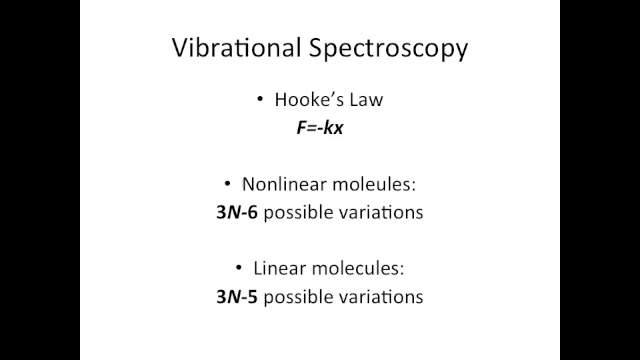 Vibrational Spectroscopy
• Hooke's Law
F=-kx
• Nonlinear moleules:
3N-6 possible variations
• Linear molecules:
3N-5 possible variations